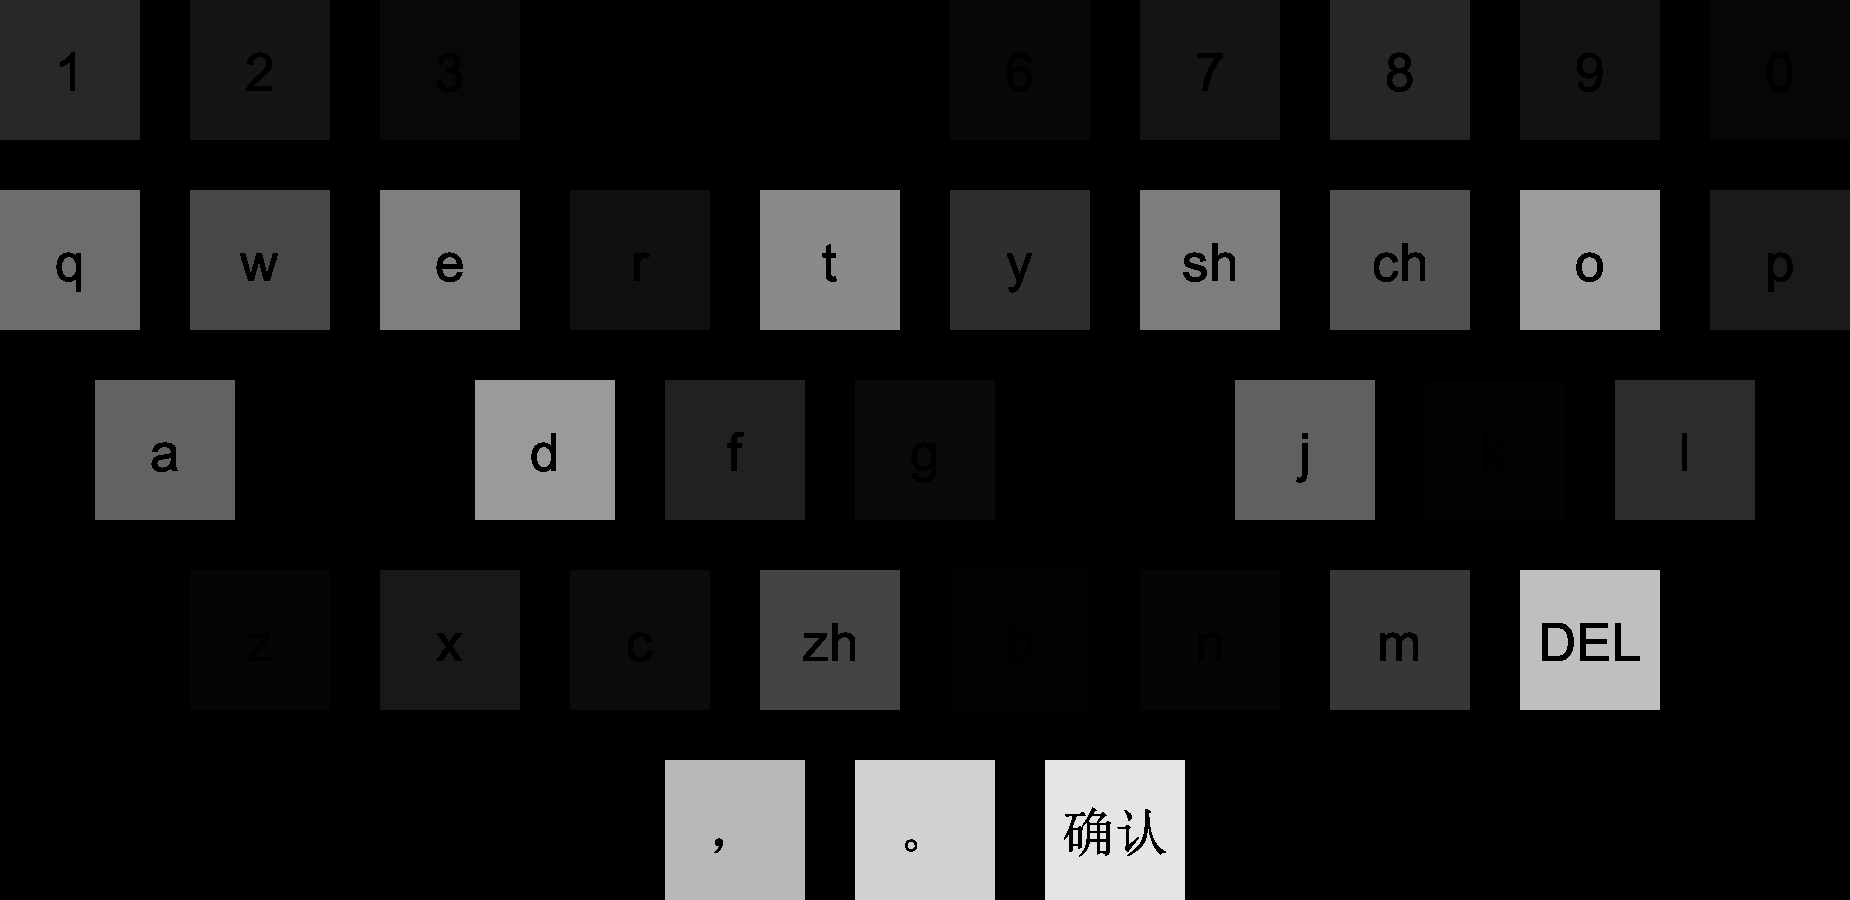 1 2 3 6 7 8 9 0
q w e r t y sh ch o p
a d f g j k l
z x c zh b n m DEL
， 。 确认